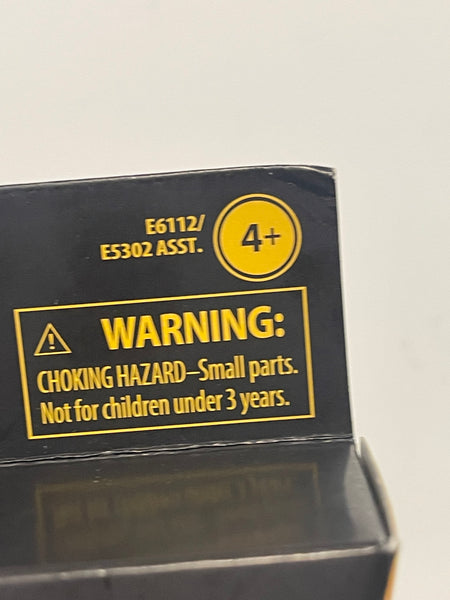 E6112/
E5302 ASST.
4+
WARNING:
CHOKING HAZARD–Small parts.
Not for children under 3 years.